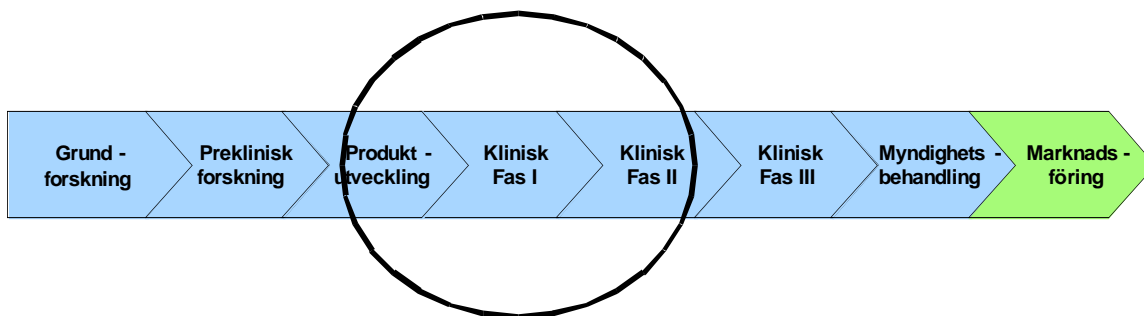 Grund -
forskning
Preklinisk
forskning
Produkt -
utveckling
Klinisk
Fas I
Klinisk
Fas II
Klinisk
Fas III
Myndighets -
behandling
Marknads -
föring